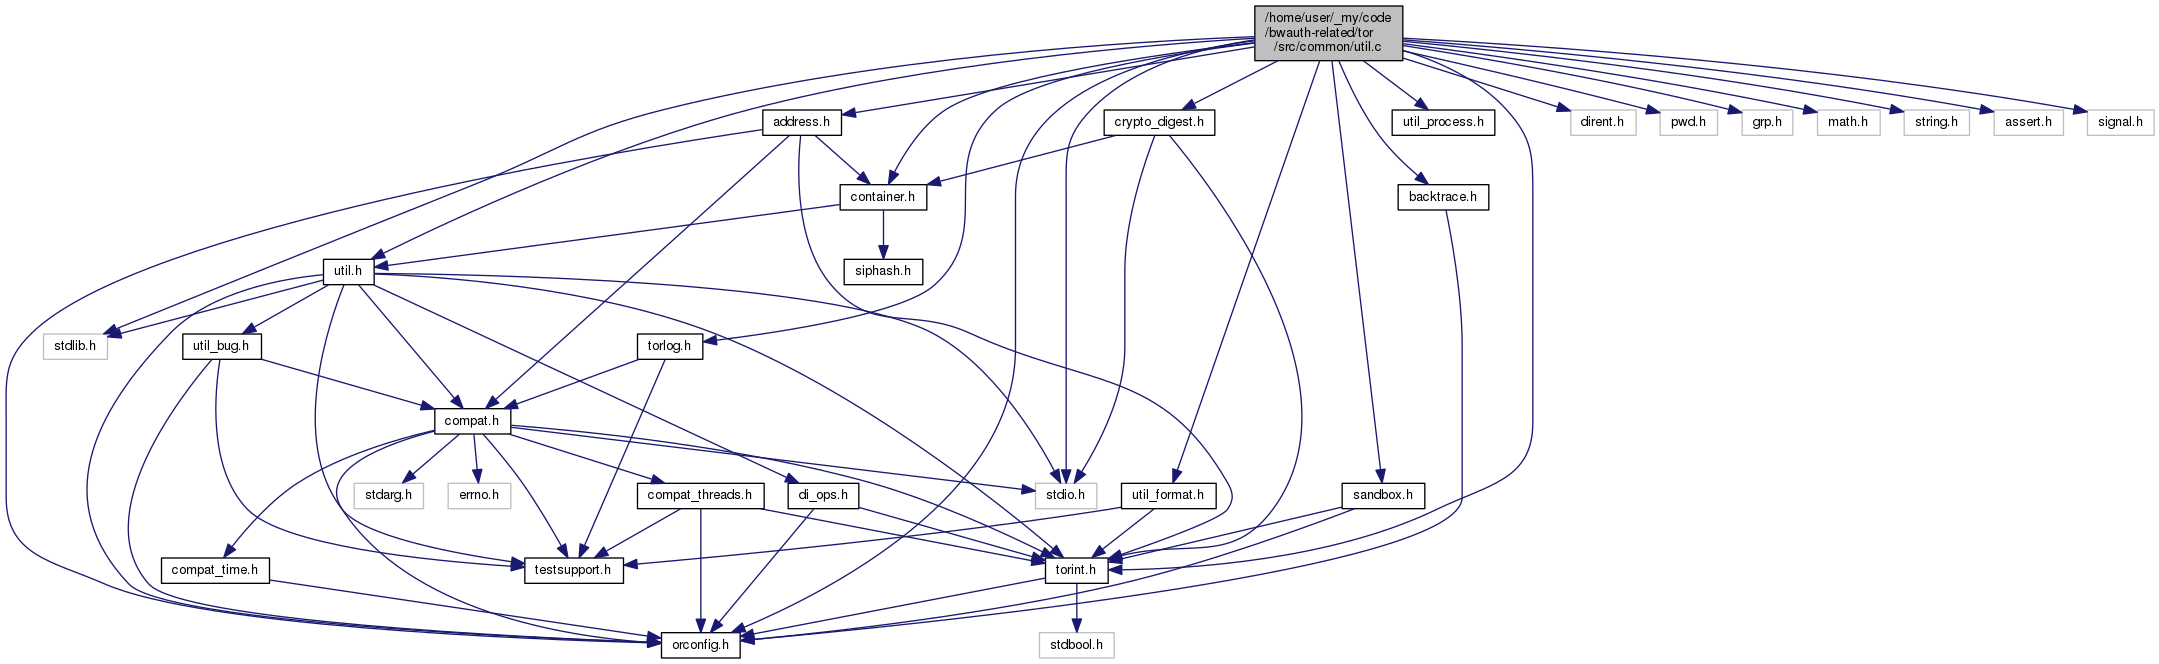 /home/user/_my/code
/bwauth-related/tor
/src/common/util.c
address.h
crypto_digest.h
util_process.h
dirent.h
pwd.h
grp.h
math.h
string.h
assert.h
signal.h
container.h
backtrace.h
util.h
siphash.h
stdlib.h
util_bug.h
torlog.h
compat.h
stdarg.h
errno.h
compat_threads.h
di_ops.h
stdio.h
util_format.h
sandbox.h
compat_time.h
testsupport.h
torint.h
orconfig.h
stdbool.h